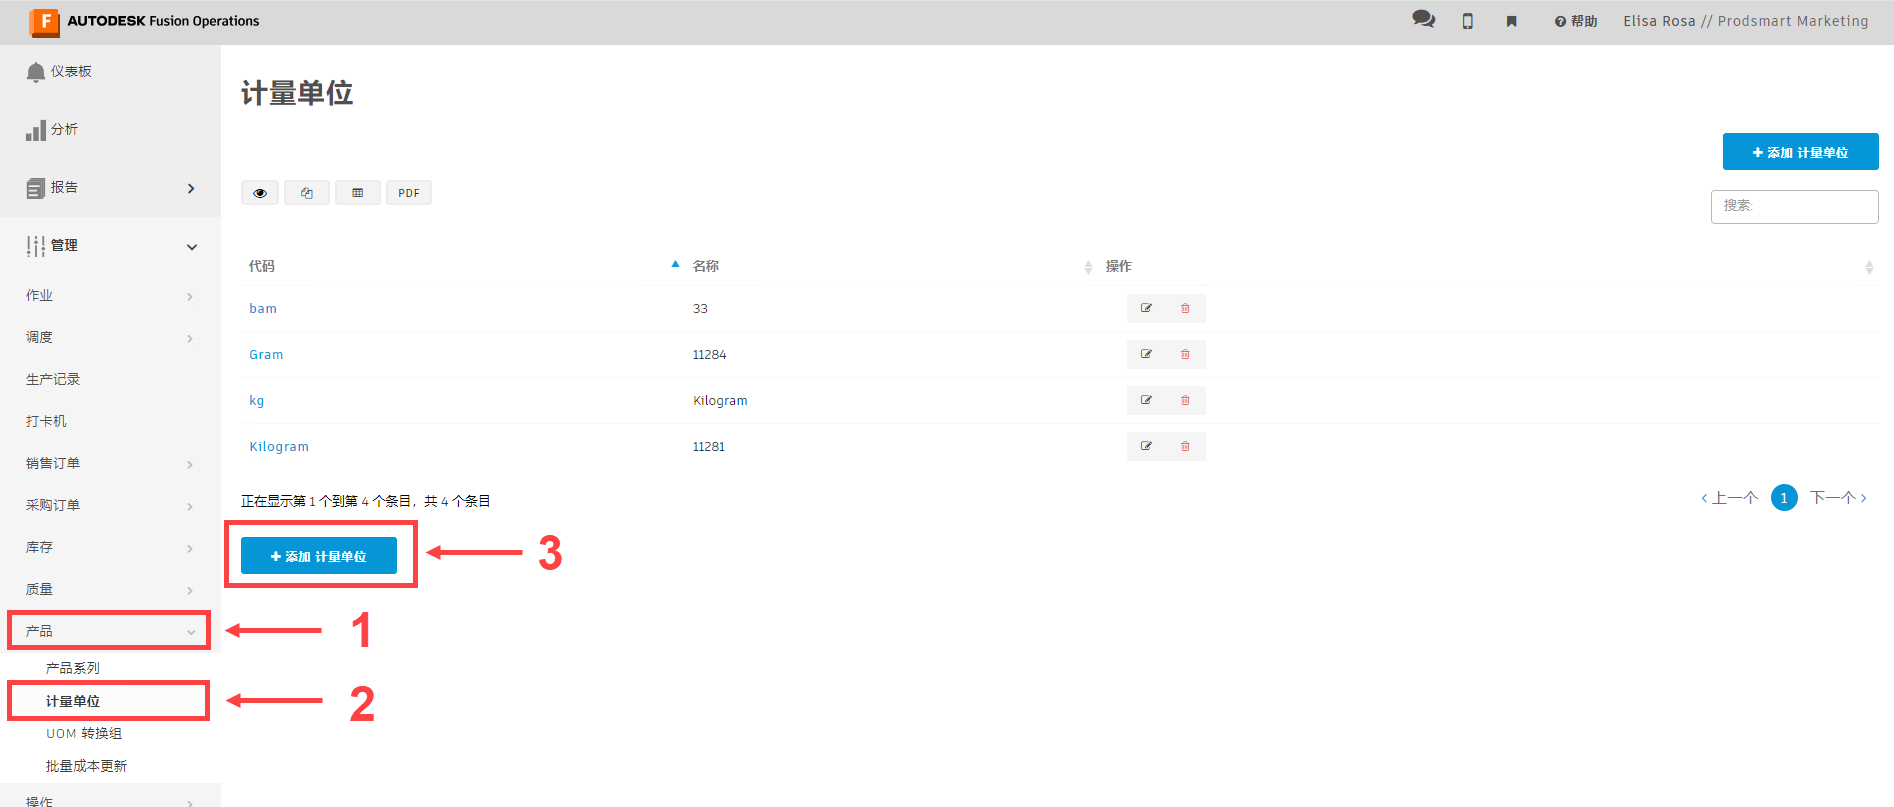 AUTODESK Fusion Operations
帮助
Elisa Rosa // Prodsmart Marketing
仪表板
分析
报告
管理
作业
调度
生产记录
打卡机
销售订单
采购订单
库存
质量
产品
产品系列
计量单位
UOM 转换组
批量成本更新
操作
计量单位
添加 计量单位
PDF
搜索:
代码 名称 操作
bam 33
Gram 11284
kg Kilogram
Kilogram 11281
正在显示第 1 个到第 4 个条目，共 4 个条目
上一个 1 下一个
添加 计量单位
3
1
2